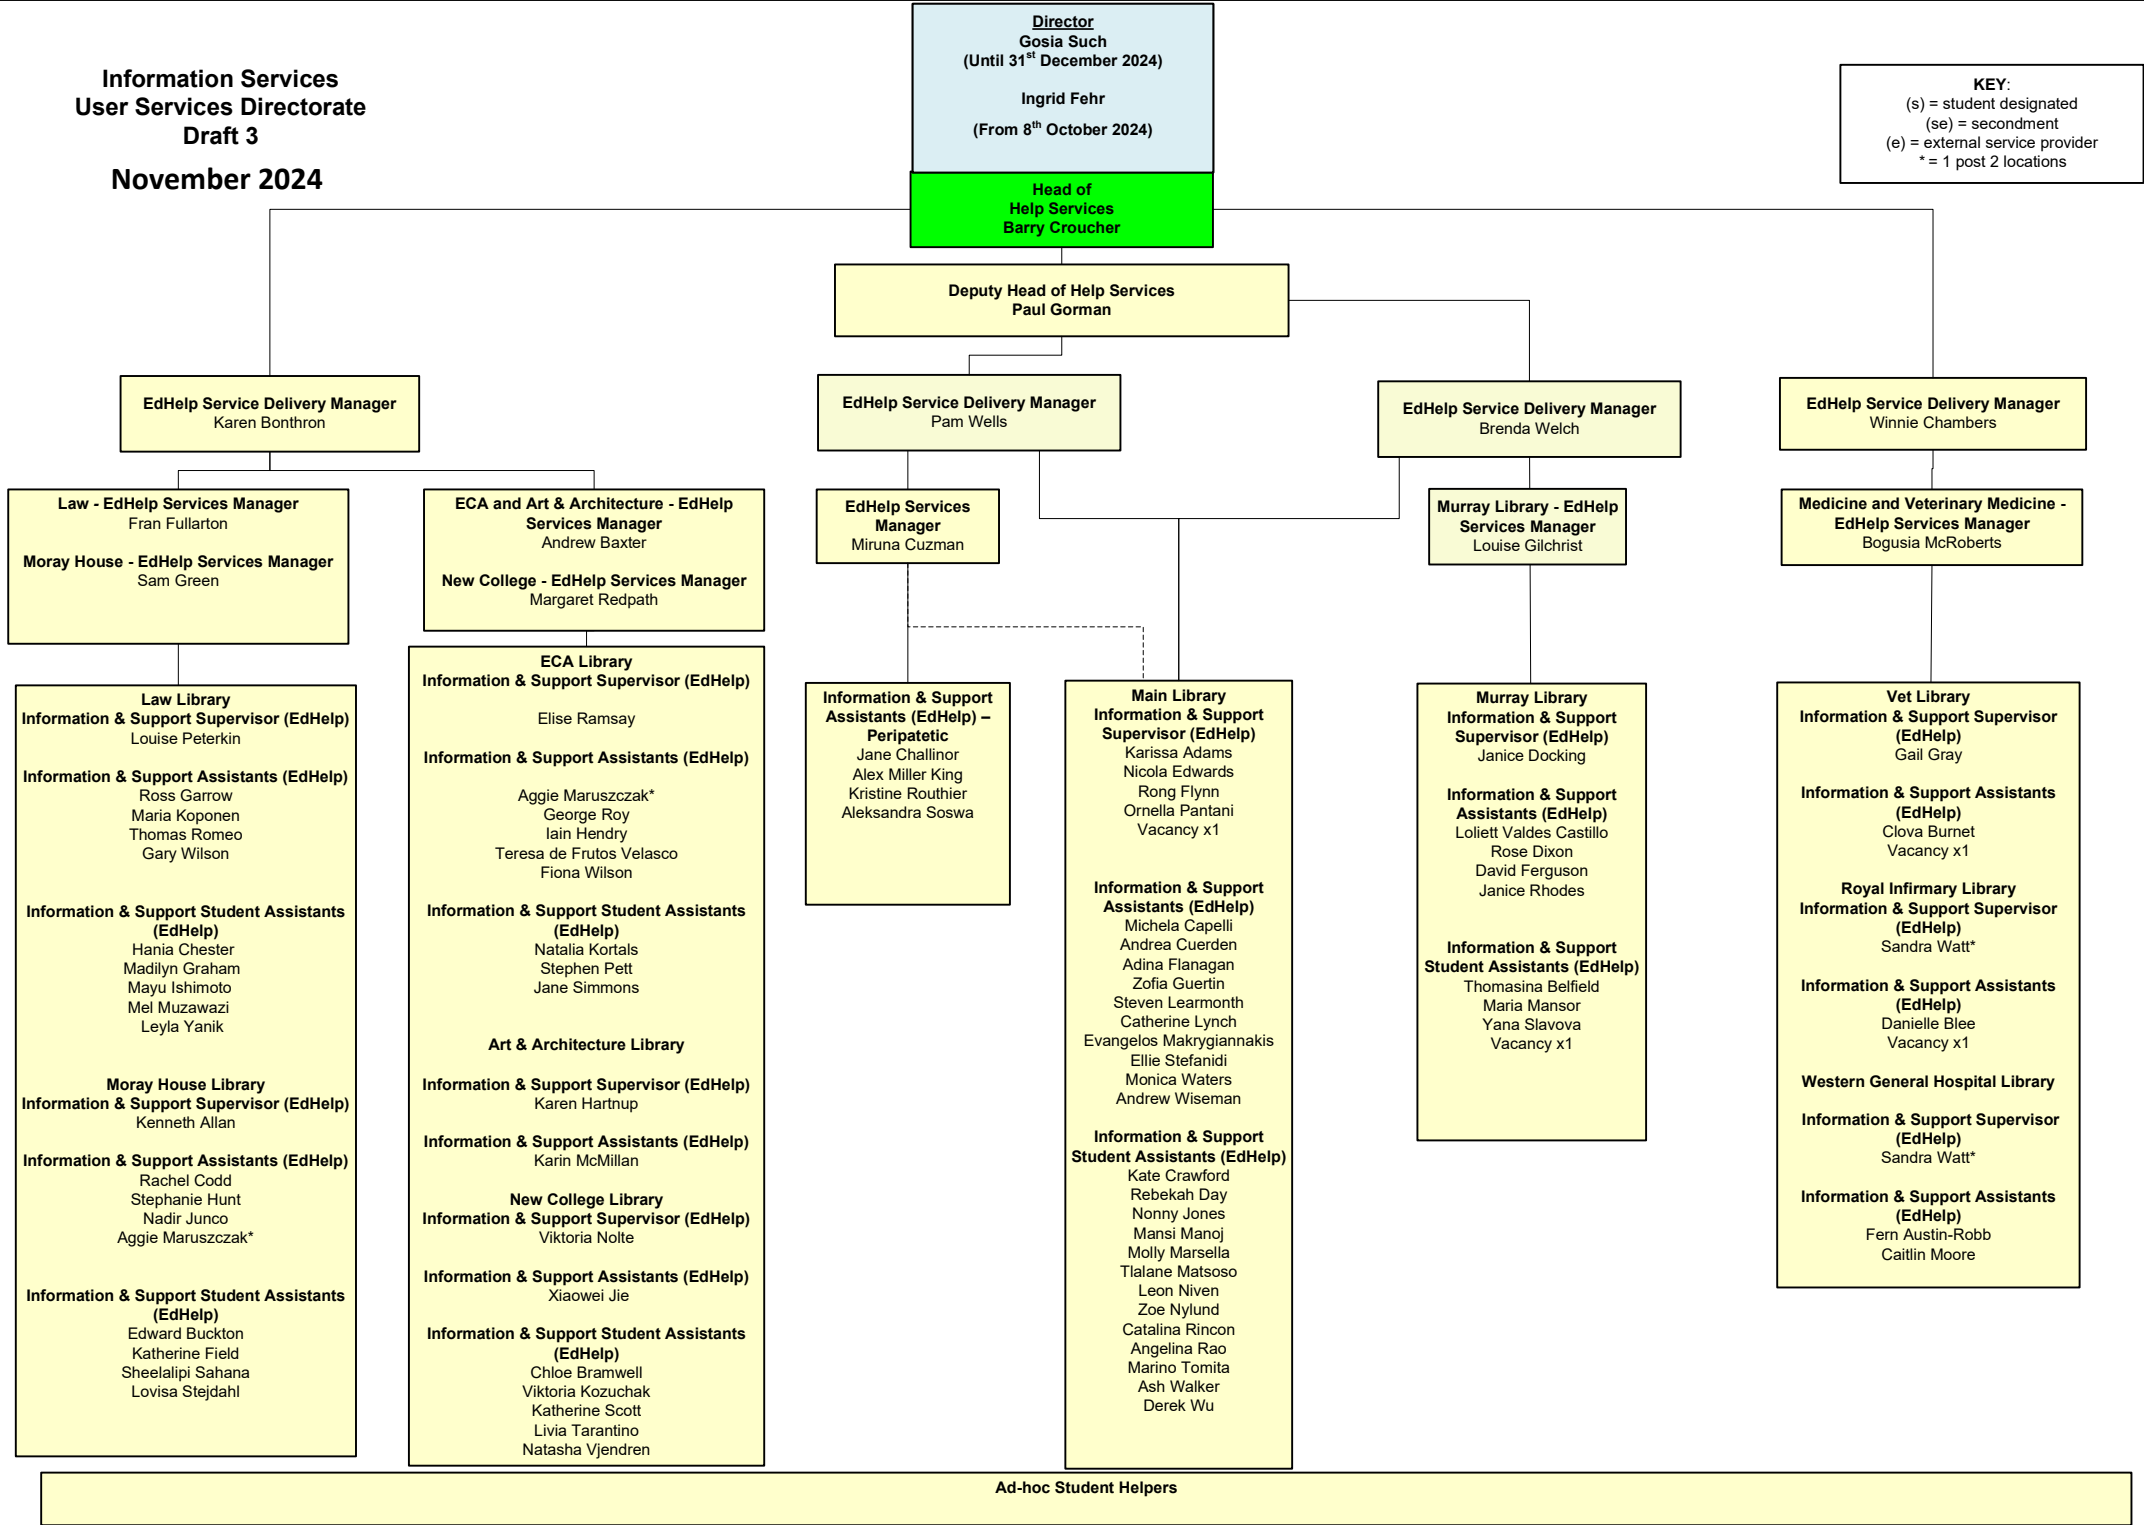 Information Services
User Services Directorate
Draft 3
November 2024
Director
Gosia Such
(Until 31st December 2024)
Ingrid Fehr
(From 8th October 2024)
KEY:
(s) = student designated
(se) = secondment
(e) = external service provider
* = 1 post 2 locations
Head of
Help Services
Barry Croucher
Deputy Head of Help Services
Paul Gorman
EdHelp Service Delivery Manager
Karen Bonthron
EdHelp Service Delivery Manager
Pam Wells
EdHelp Service Delivery Manager
Brenda Welch
EdHelp Service Delivery Manager
Winnie Chambers
Law - EdHelp Services Manager
Fran Fullarton
Moray House - EdHelp Services Manager
Sam Green
ECA and Art & Architecture - EdHelp
Services Manager
Andrew Baxter
New College - EdHelp Services Manager
Margaret Redpath
EdHelp Services
Manager
Miruna Cuzman
Murray Library - EdHelp
Services Manager
Louise Gilchrist
Medicine and Veterinary Medicine -
EdHelp Services Manager
Bogusia McRoberts
Law Library
Information & Support Supervisor (EdHelp)
Louise Peterkin
Information & Support Assistants (EdHelp)
Ross Garrow
Maria Koponen
Thomas Romeo
Gary Wilson
Information & Support Student Assistants
(EdHelp)
Hania Chester
Madilyn Graham
Mayu Ishimoto
Mel Muzawazi
Leyla Yanik
Moray House Library
Information & Support Supervisor (EdHelp)
Kenneth Allan
Information & Support Assistants (EdHelp)
Rachel Codd
Stephanie Hunt
Nadir Junco
Aggie Maruszczak*
Information & Support Student Assistants
(EdHelp)
Edward Buckton
Katherine Field
Sheelalipi Sahana
Lovisa Stejdahl
ECA Library
Information & Support Supervisor (EdHelp)
Elise Ramsay
Information & Support Assistants (EdHelp)
Aggie Maruszczak*
George Roy
Iain Hendry
Teresa de Frutos Velasco
Fiona Wilson
Information & Support Student Assistants
(EdHelp)
Natalia Kortals
Stephen Pett
Jane Simmons
Art & Architecture Library
Information & Support Supervisor (EdHelp)
Karen Hartnup
Information & Support Assistants (EdHelp)
Karin McMillan
New College Library
Information & Support Supervisor (EdHelp)
Viktoria Nolte
Information & Support Assistants (EdHelp)
Xiaowei Jie
Information & Support Student Assistants
(EdHelp)
Chloe Bramwell
Viktoria Kozuchak
Katherine Scott
Livia Tarantino
Natasha Vjendren
Information & Support
Assistants (EdHelp) –
Peripatetic
Jane Challinor
Alex Miller King
Kristine Routhier
Aleksandra Soswa
Main Library
Information & Support
Supervisor (EdHelp)
Karissa Adams
Nicola Edwards
Rong Flynn
Ornella Pantani
Vacancy x1
Information & Support
Assistants (EdHelp)
Michela Capelli
Andrea Cuerden
Adina Flanagan
Zofia Guertin
Steven Learmonth
Catherine Lynch
Evangelos Makrygiannakis
Ellie Stefanidi
Monica Waters
Andrew Wiseman
Information & Support
Student Assistants (EdHelp)
Kate Crawford
Rebekah Day
Nonny Jones
Mansi Manoj
Molly Marsella
Tlalane Matsoso
Leon Niven
Zoe Nylund
Catalina Rincon
Angelina Rao
Marino Tomita
Ash Walker
Derek Wu
Murray Library
Information & Support
Supervisor (EdHelp)
Janice Docking
Information & Support
Assistants (EdHelp)
Loliett Valdes Castillo
Rose Dixon
David Ferguson
Janice Rhodes
Information & Support
Student Assistants (EdHelp)
Thomasina Belfield
Maria Mansor
Yana Slavova
Vacancy x1
Vet Library
Information & Support Supervisor
(EdHelp)
Gail Gray
Information & Support Assistants
(EdHelp)
Clova Burnet
Vacancy x1
Royal Infirmary Library
Information & Support Supervisor
(EdHelp)
Sandra Watt*
Information & Support Assistants
(EdHelp)
Danielle Blee
Vacancy x1
Western General Hospital Library
Information & Support Supervisor
(EdHelp)
Sandra Watt*
Information & Support Assistants
(EdHelp)
Fern Austin-Robb
Caitlin Moore
Ad-hoc Student Helpers